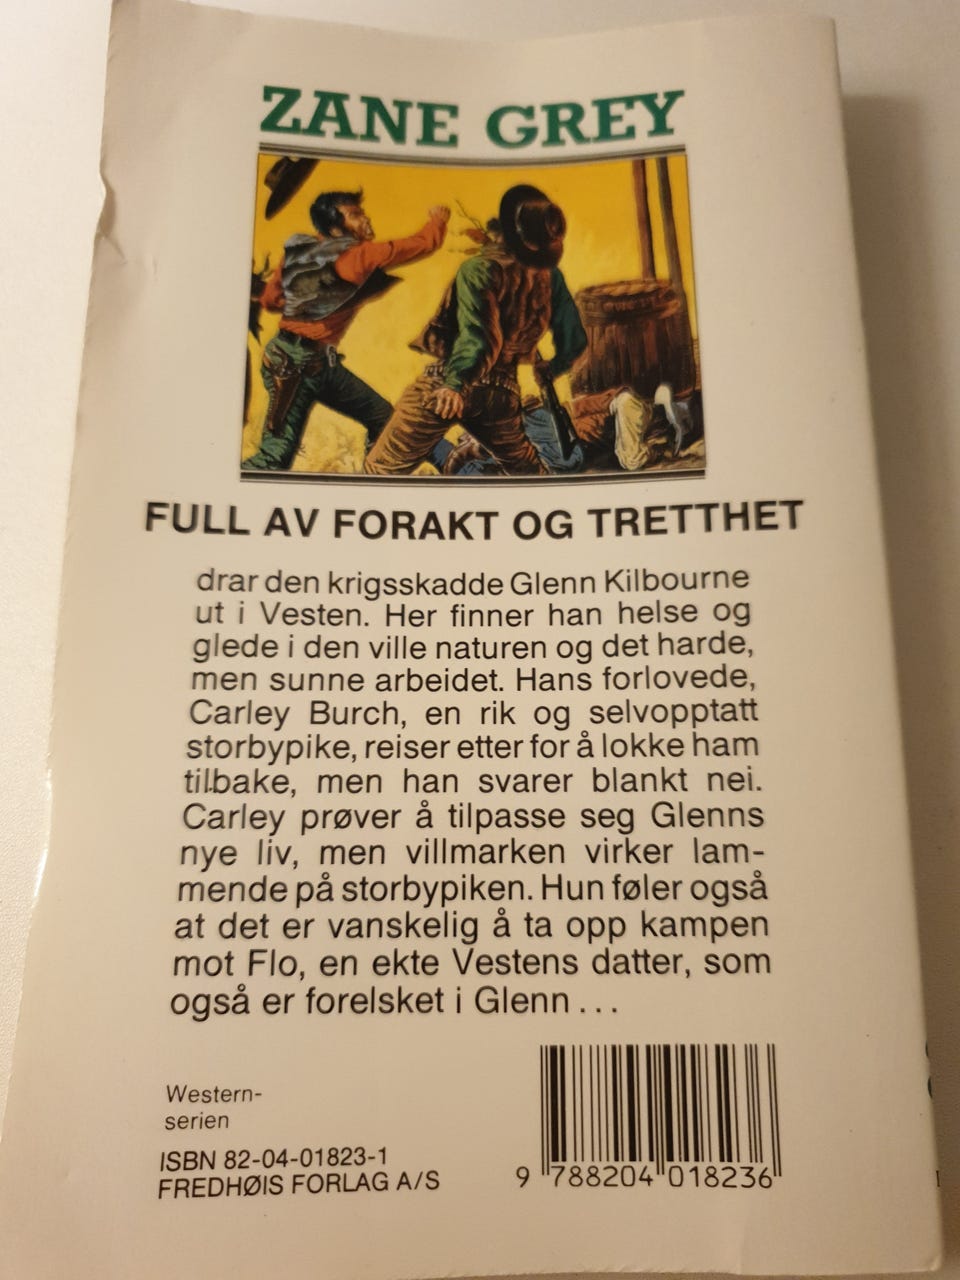 ZANE GREY
FULL AV FORAKT OG TRETTHET
drar den krigsskadde Glenn Kilbourne
ut i Vesten. Her finner han helse og
glede i den ville naturen og det harde,
men sunne arbeidet. Hans forlovede,
Carley Burch, en rik og selvopptatt
storbypike, reiser etter for å lokke ham
tilbake, men han svarer blankt nei.
Carley prøver å tilpasse seg Glenns
nye liv, men villmarken virker lam-
mende på storbypiken. Hun føler også
at det er vanskelig å ta opp kampen
mot Flo, en ekte Vestens datter, som
også er forelsket i Glenn ...
Western-
serien
ISBN 82-04-01823-1
FREDHØIS FORLAG A/S
9 788204 018236